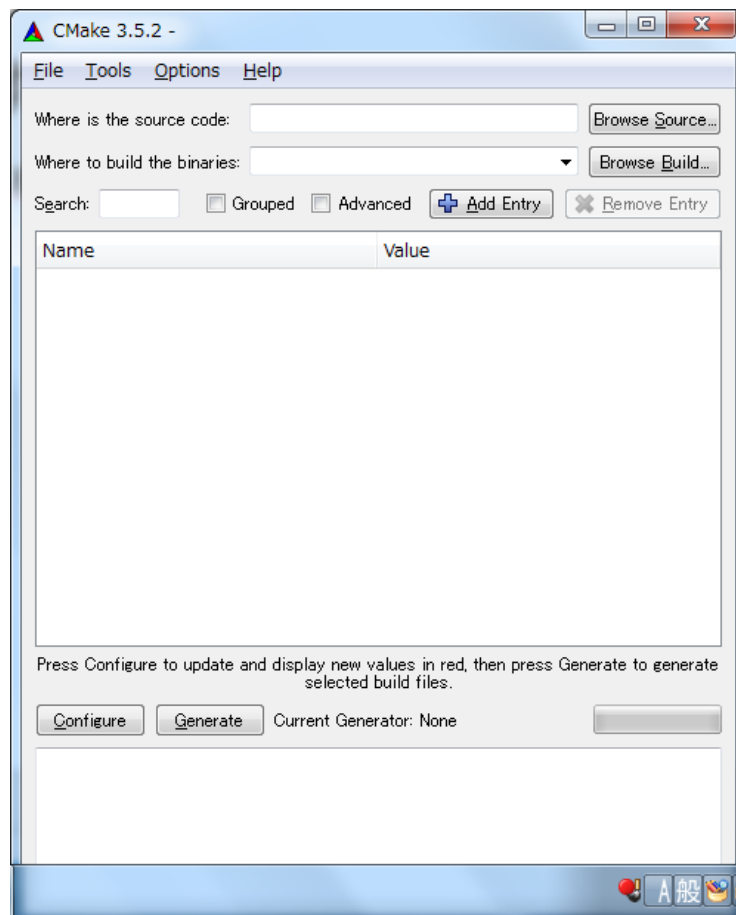 CMake 3.5.2 -
File Tools Options Help
Where is the source code: Browse Source...
Where to build the binaries: Browse Build...
Search: Grouped Advanced Add Entry Remove Entry
Name Value
Press Configure to update and display new values in red, then press Generate to generate
selected build files.
Configure Generate Current Generator: None
A 般